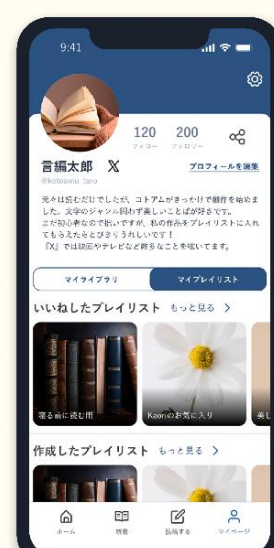 9:41
120 200
フォロー フォロワー
言編太郎 X
@kotoamu_taro
プロフィールを編集
元々は読むだけでしたが、コトアムがきっかけで創作を始めま
した。文学のジャンル問わず美しいことばが好きです。
まだ初心者なので拙いですが、私の作品をプレイリストに入れ
てもらえたらとびきりうれしいです！
『X』では映画やテレビなど雑多なことを呟いてます。
マイライブラリ マイプレイリスト
いいねしたプレイリスト もっと見る
寝る前に読む用 Kaoriのお気に入り 美し
作成したプレイリスト もっと見る
ホーム 新着 投稿する マイページ